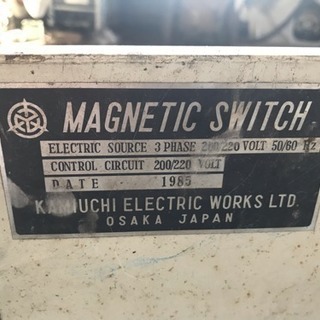 MAGNETIC SWITCH
ELECTRIC SOURCE 3 PHASE 200/220 VOLT 50/60 Hz
CONTROL CIRCUIT 200/220 VOLT
DATE 1985
KAMIUCHI ELECTRIC WORKS LTD.
OSAKA JAPAN